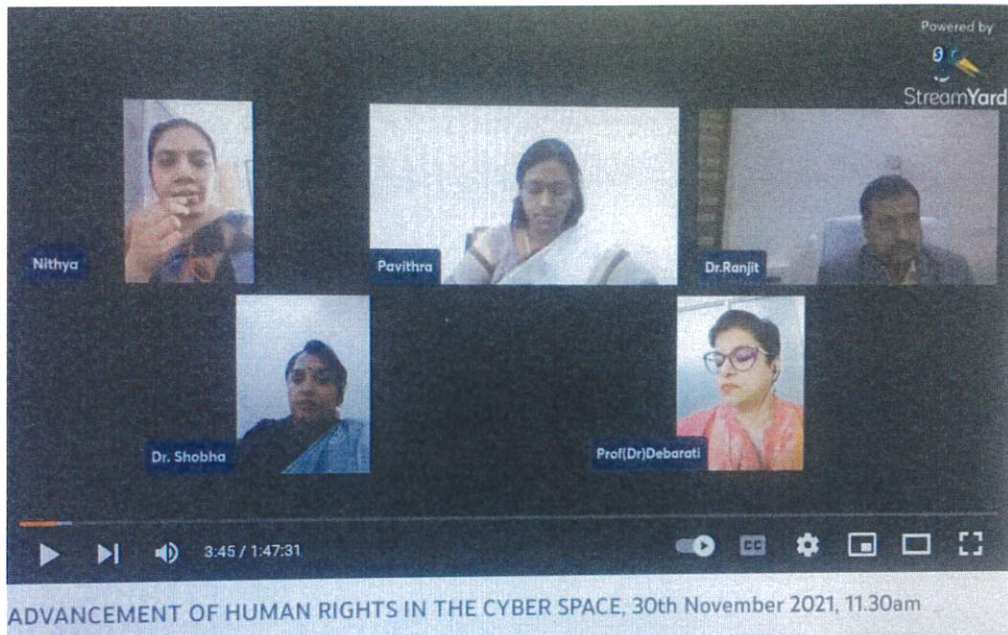 Powered by
StreamYard
Nithya
Pavithra
Dr.Ranjit
Dr. Shobha
Prof(Dr)Debarati
3:45 / 1:47:31
CC
ADVANCEMENT OF HUMAN RIGHTS IN THE CYBER SPACE, 30th November 2021, 11.30am